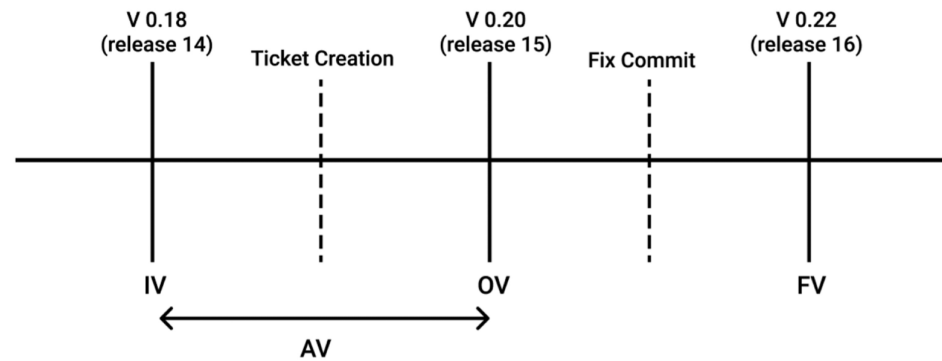 V 0.18
(release 14)
Ticket Creation
V 0.20
(release 15)
Fix Commit
V 0.22
(release 16)
IV
OV
FV
AV